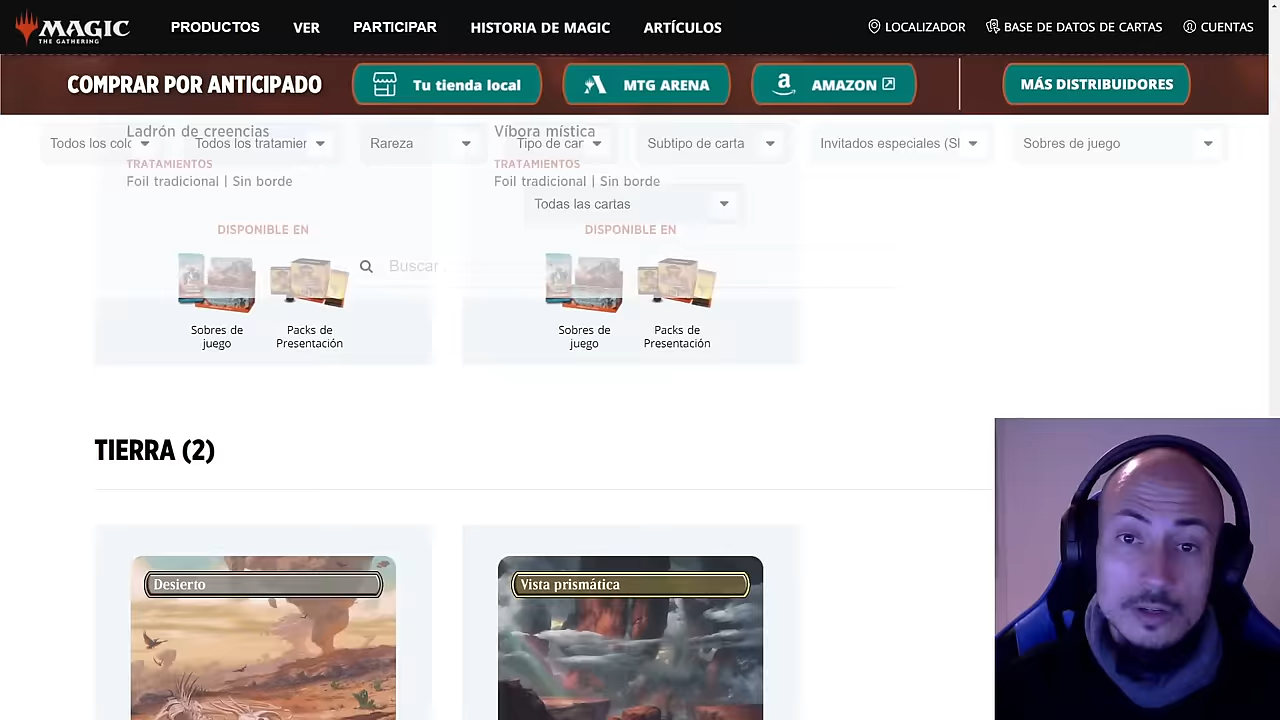 MAGIC
THE GATHERING
PRODUCTOS
VER
PARTICIPAR
HISTORIA DE MAGIC
ARTÍCULOS
LOCALIZADOR
BASE DE DATOS DE CARTAS
CUENTAS
COMPRAR POR ANTICIPADO
Tu tienda local
MTG ARENA
AMAZON
MÁS DISTRIBUIDORES
Ladrón de creencias
Víbora mística
Todos los colo
Todos los tratamier
Rareza
Tipo de car
Subtipo de carta
Invitados especiales (SI
Sobres de juego
TRATAMIENTOS
TRATAMIENTOS
Foil tradicional | Sin borde
Foil tradicional | Sin borde
Todas las cartas
DISPONIBLE EN
DISPONIBLE EN
Buscar
Sobres de
juego
Packs de
Presentación
Sobres de
juego
Packs de
Presentación
TIERRA (2)
Desierto
Vista prismática